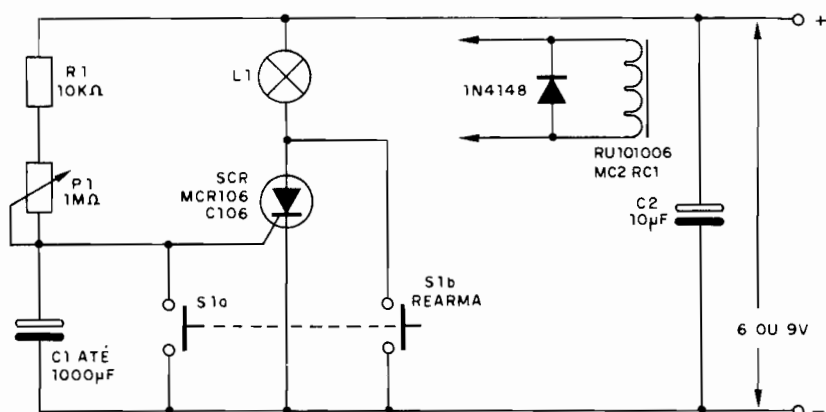 +
R1
10KΩ
L1
1N4148
RU101006
MC2 RC1
P1
1MΩ
SCR
MCR106
C106
C2
10µF
S1a
S1b
REARMA
C1 ATÉ
1000µF
6 OU 9V
−